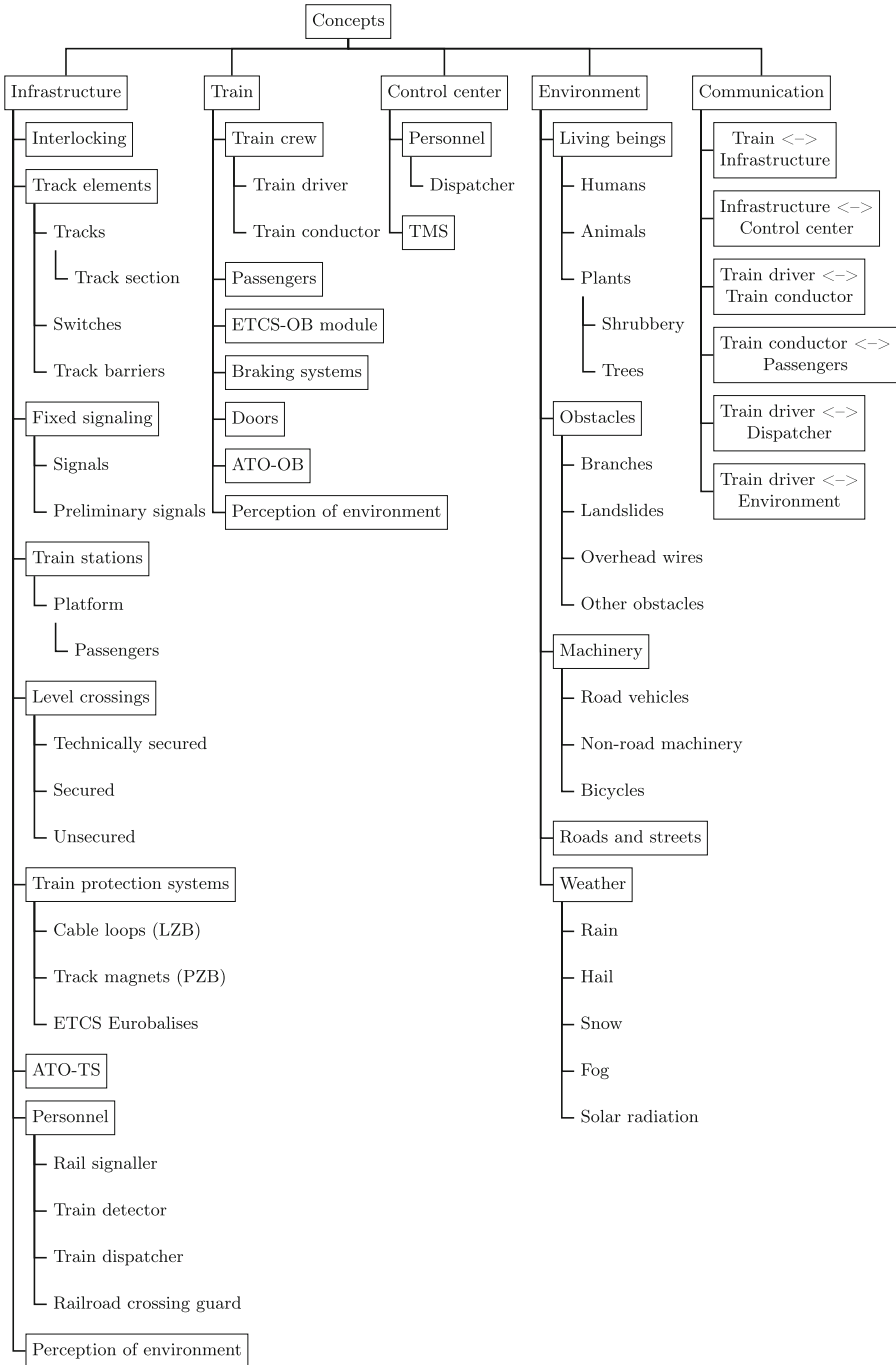 Concepts
Infrastructure
Interlocking
Track elements
Tracks
Track section
Switches
Track barriers
Fixed signaling
Signals
Preliminary signals
Train stations
Platform
Passengers
Level crossings
Technically secured
Secured
Unsecured
Train protection systems
Cable loops (LZB)
Track magnets (PZB)
ETCS Eurobalises
ATO-TS
Personnel
Rail signaller
Train detector
Train dispatcher
Railroad crossing guard
Perception of environment
Train
Train crew
Train driver
Train conductor
Passengers
ETCS-OB module
Braking systems
Doors
ATO-OB
Perception of environment
Control center
Personnel
Dispatcher
TMS
Environment
Living beings
Humans
Animals
Plants
Shrubbery
Trees
Obstacles
Branches
Landslides
Overhead wires
Other obstacles
Machinery
Road vehicles
Non-road machinery
Bicycles
Roads and streets
Weather
Rain
Hail
Snow
Fog
Solar radiation
Communication
Train <–>
Infrastructure
Infrastructure <–>
Control center
Train driver <–>
Train conductor
Train conductor <–>
Passengers
Train driver <–>
Dispatcher
Train driver <–>
Environment